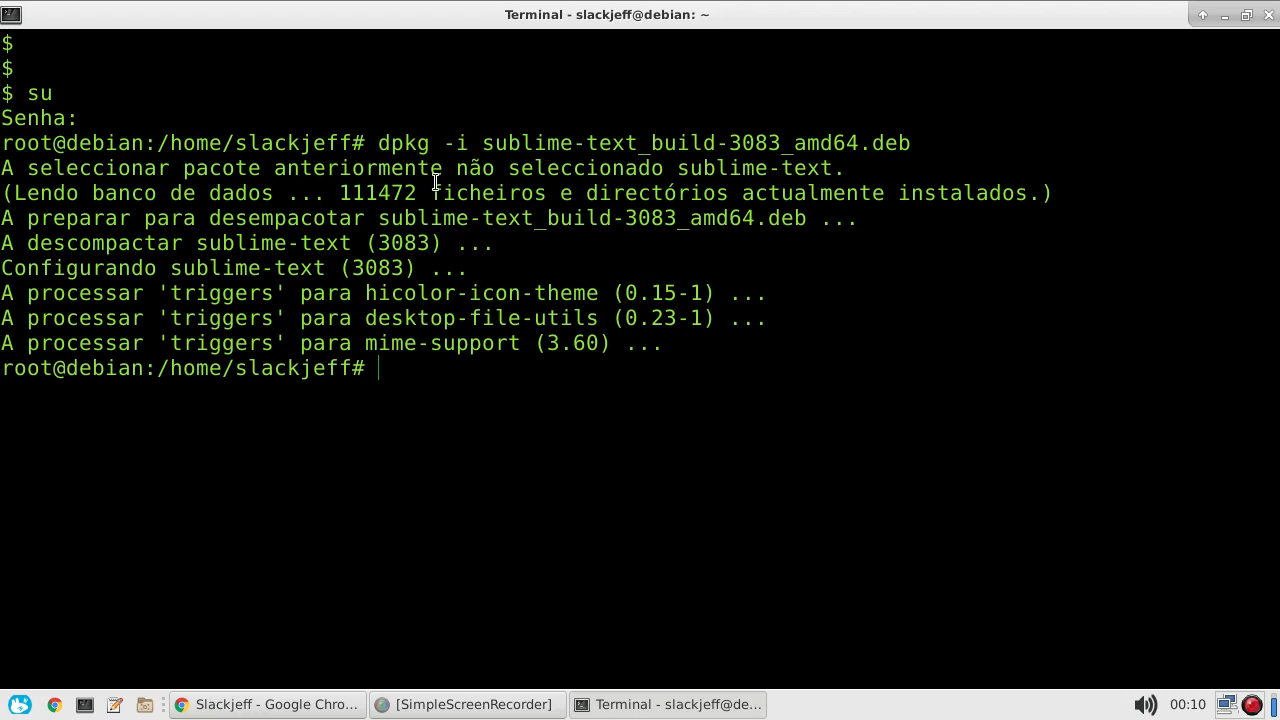 Terminal - slackjeff@debian: ~
$
$
$ su
Senha:
root@debian:/home/slackjeff# dpkg -i sublime-text_build-3083_amd64.deb
A seleccionar pacote anteriormente não seleccionado sublime-text.
(Lendo banco de dados ... 111472 ficheiros e directórios actualmente instalados.)
A preparar para desempacotar sublime-text_build-3083_amd64.deb ...
A descompactar sublime-text (3083) ...
Configurando sublime-text (3083) ...
A processar 'triggers' para hicolor-icon-theme (0.15-1) ...
A processar 'triggers' para desktop-file-utils (0.23-1) ...
A processar 'triggers' para mime-support (3.60) ...
root@debian:/home/slackjeff#
Slackjeff - Google Chro... [SimpleScreenRecorder] Terminal - slackjeff@de... 00:10